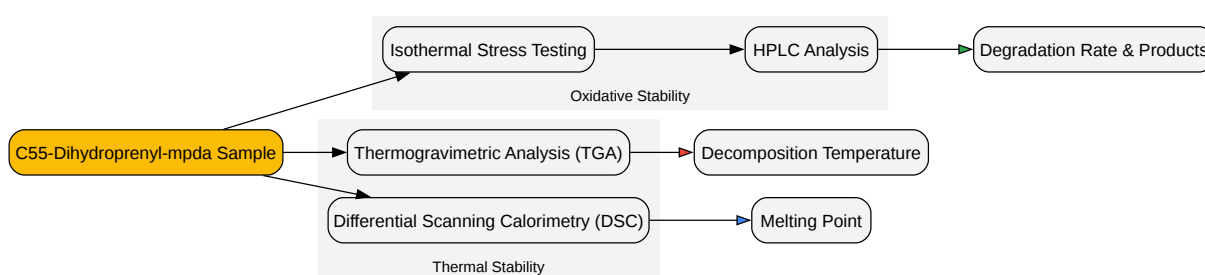 Isothermal Stress Testing
HPLC Analysis
Degradation Rate & Products
Oxidative Stability
C55-Dihydroprenyl-mpda Sample
Thermogravimetric Analysis (TGA)
Decomposition Temperature
Differential Scanning Calorimetry (DSC)
Melting Point
Thermal Stability